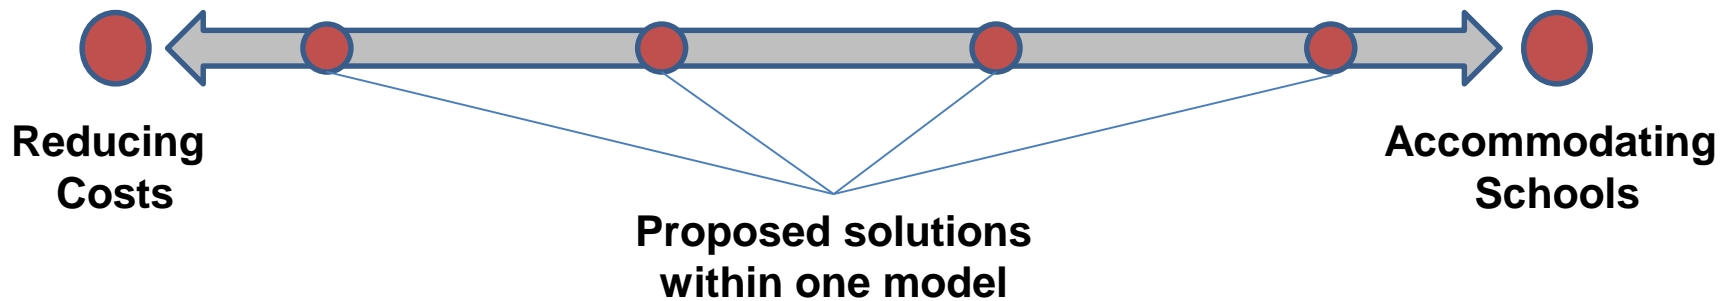 Reducing
Costs
Accommodating
Schools
Proposed solutions
within one model